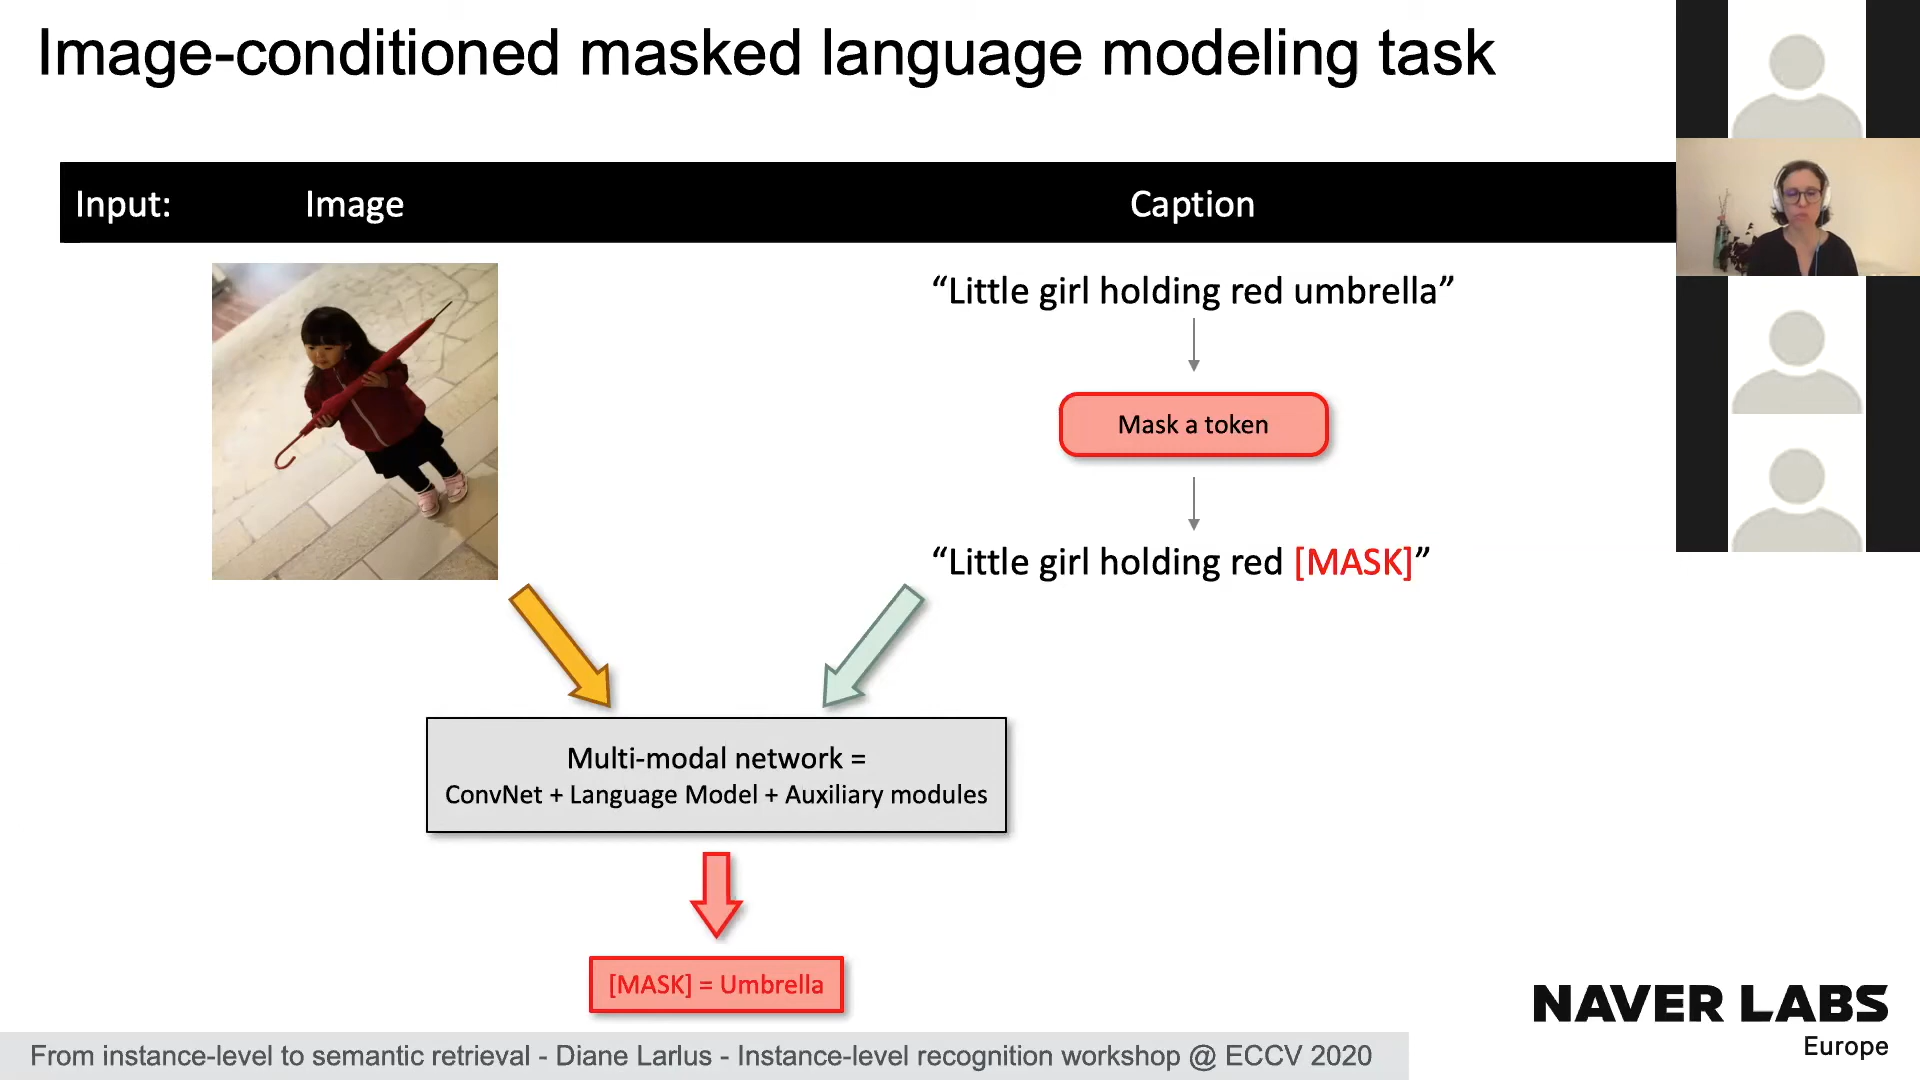 Image-conditioned masked language modeling task
Input: Image Caption
“Little girl holding red umbrella”
Mask a token
“Little girl holding red [MASK]”
Multi-modal network =
ConvNet + Language Model + Auxiliary modules
[MASK] = Umbrella
NAVER LABS
Europe
From instance-level to semantic retrieval - Diane Larlus - Instance-level recognition workshop @ ECCV 2020